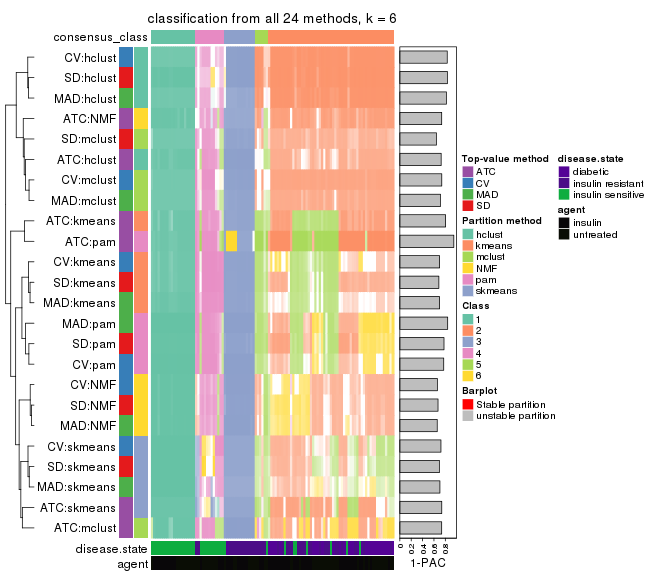 classification from all 24 methods, k = 6
consensus_class
CV:hclust
SD:hclust
MAD:hclust
ATC:NMF
SD:mclust
ATC:hclust
CV:mclust
MAD:mclust
ATC:kmeans
ATC:pam
CV:kmeans
SD:kmeans
MAD:kmeans
MAD:pam
SD:pam
CV:pam
CV:NMF
SD:NMF
MAD:NMF
CV:skmeans
SD:skmeans
MAD:skmeans
ATC:skmeans
ATC:mclust
disease.state
agent
0 0.2 0.4 0.6 0.8
1-PAC
Top-value method
ATC
CV
MAD
SD
Partition method
hclust
kmeans
mclust
NMF
pam
skmeans
Class
1
2
3
4
5
6
Barplot
Stable partition
unstable partition
disease.state
diabetic
insulin resistant
insulin sensitive
agent
insulin
untreated